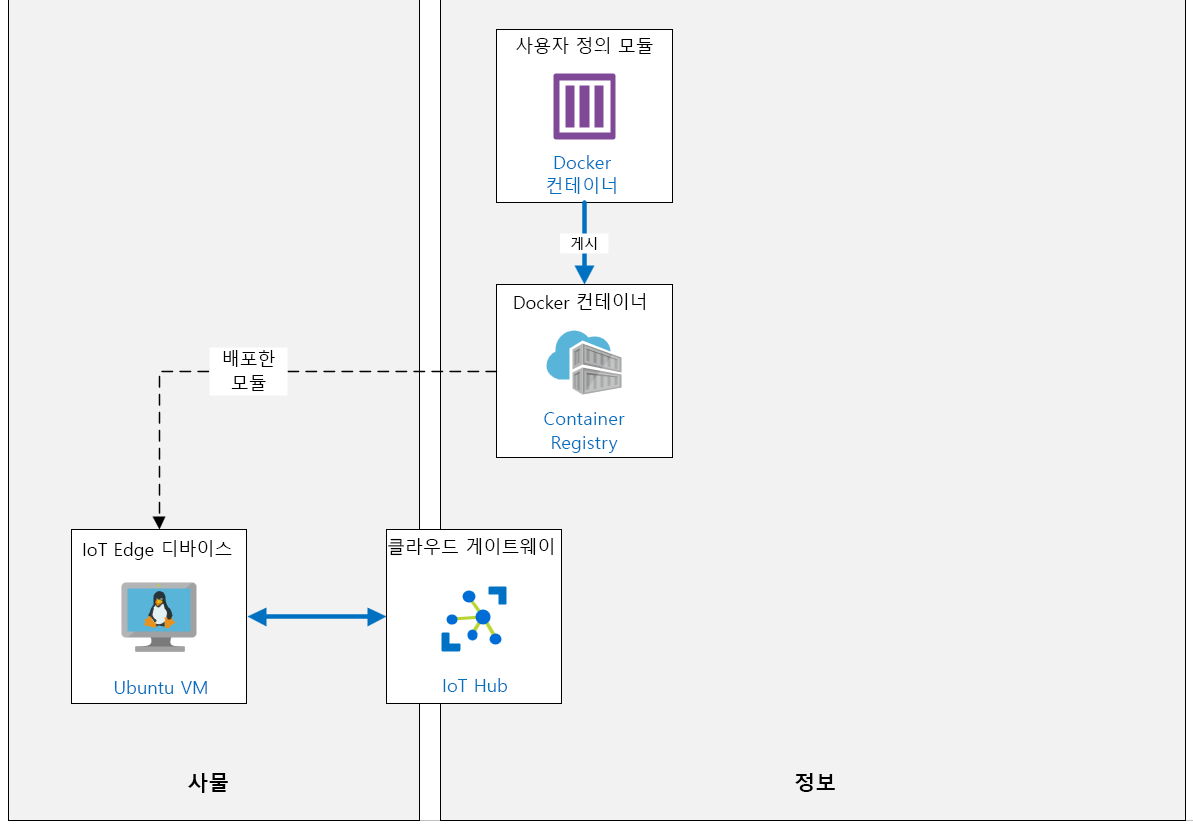 사용자 정의 모듈
Docker
컨테이너
게시
Docker 컨테이너
Container
Registry
배포한
모듈
IoT Edge 디바이스
Ubuntu VM
클라우드 게이트웨이
IoT Hub
사물
정보